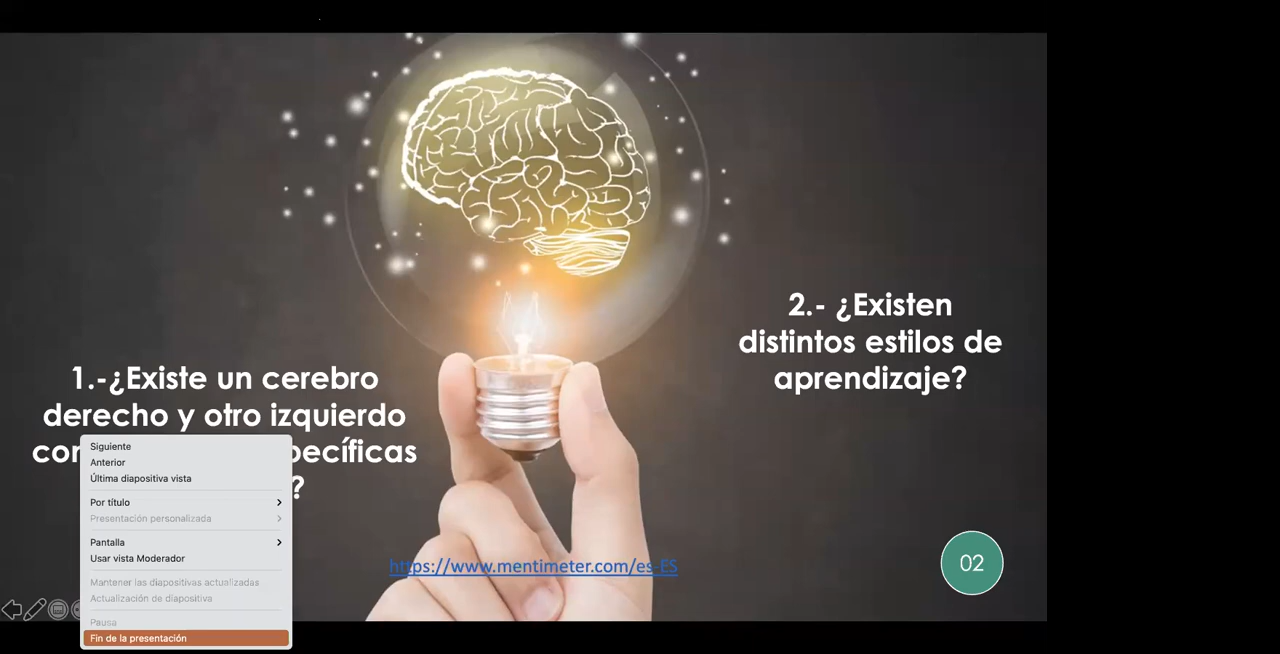 1.-¿Existe un cerebro
derecho y otro izquierdo
?
2.- ¿Existen
distintos estilos de
aprendizaje?
Siguiente
Anterior
Última diapositiva vista
Por título
Presentación personalizada
Pantalla
Usar vista Moderador
Mantener las diapositivas actualizadas
Actualización de diapositiva
Pausa
Fin de la presentación
https://www.mentimeter.com/es-ES
02